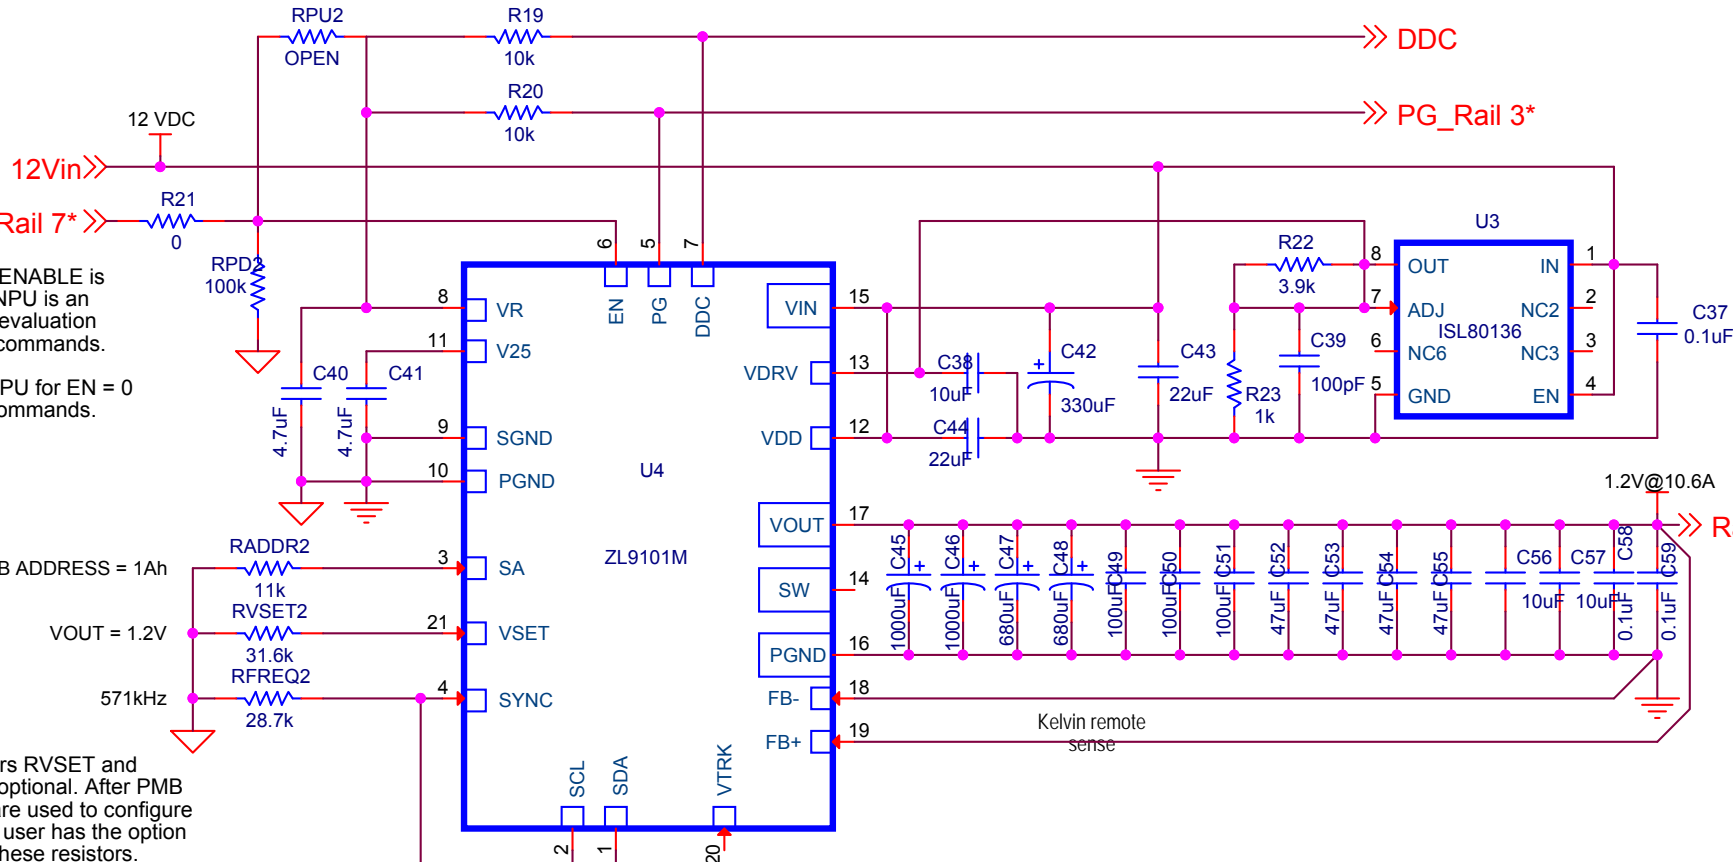 RPU2
OPEN
R19
10k
DDC
R20
10k
PG_Rail 3*
12 VDC
12Vin
R21
0
Rail 7*
RPD2
100k
ENABLE is
NPU is an
evaluation
commands.
PU for EN = 0
ommands.
6
5
7
EN
PG
DDC
8
VR
11
V25
C40
4.7uF
C41
4.7uF
9
SGND
10
PGND
U4
ZL9101M
15
VIN
13
VDRV
12
VDD
C38
10uF
C44
22uF
C42
330uF
C43
22uF
R22
3.9k
R23
1k
C39
100pF
U3
ISL80136
8
OUT
7
ADJ
6
NC6
5
GND
IN
1
NC2
2
NC3
3
EN
4
C37
0.1uF
1.2V@10.6A
R
17
VOUT
14
SW
16
PGND
18
FB-
19
FB+
C45
1000uF
C46
1000uF
C47
680uF
C48
680uF
C49
100uF
C50
100uF
C51
100uF
C52
47uF
C53
47uF
C54
47uF
C55
47uF
C56
10uF
C57
10uF
C58
0.1uF
C59
0.1uF
Kelvin remote
sense
B ADDRESS = 1Ah
RADDR2
11k
3
SA
VOUT = 1.2V
RVSET2
31.6k
21
VSET
571kHz
RFREQ2
28.7k
4
SYNC
rs RVSET and
optional. After PMB
are used to configure
user has the option
hese resistors.
SCL
SDA
VTRK
2
1
20